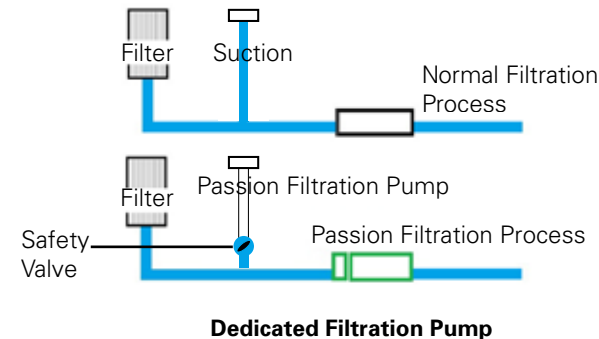 Filter
Suction
Normal Filtration
Process
Filter
Passion Filtration Pump
Safety
Valve
Passion Filtration Process
Dedicated Filtration Pump